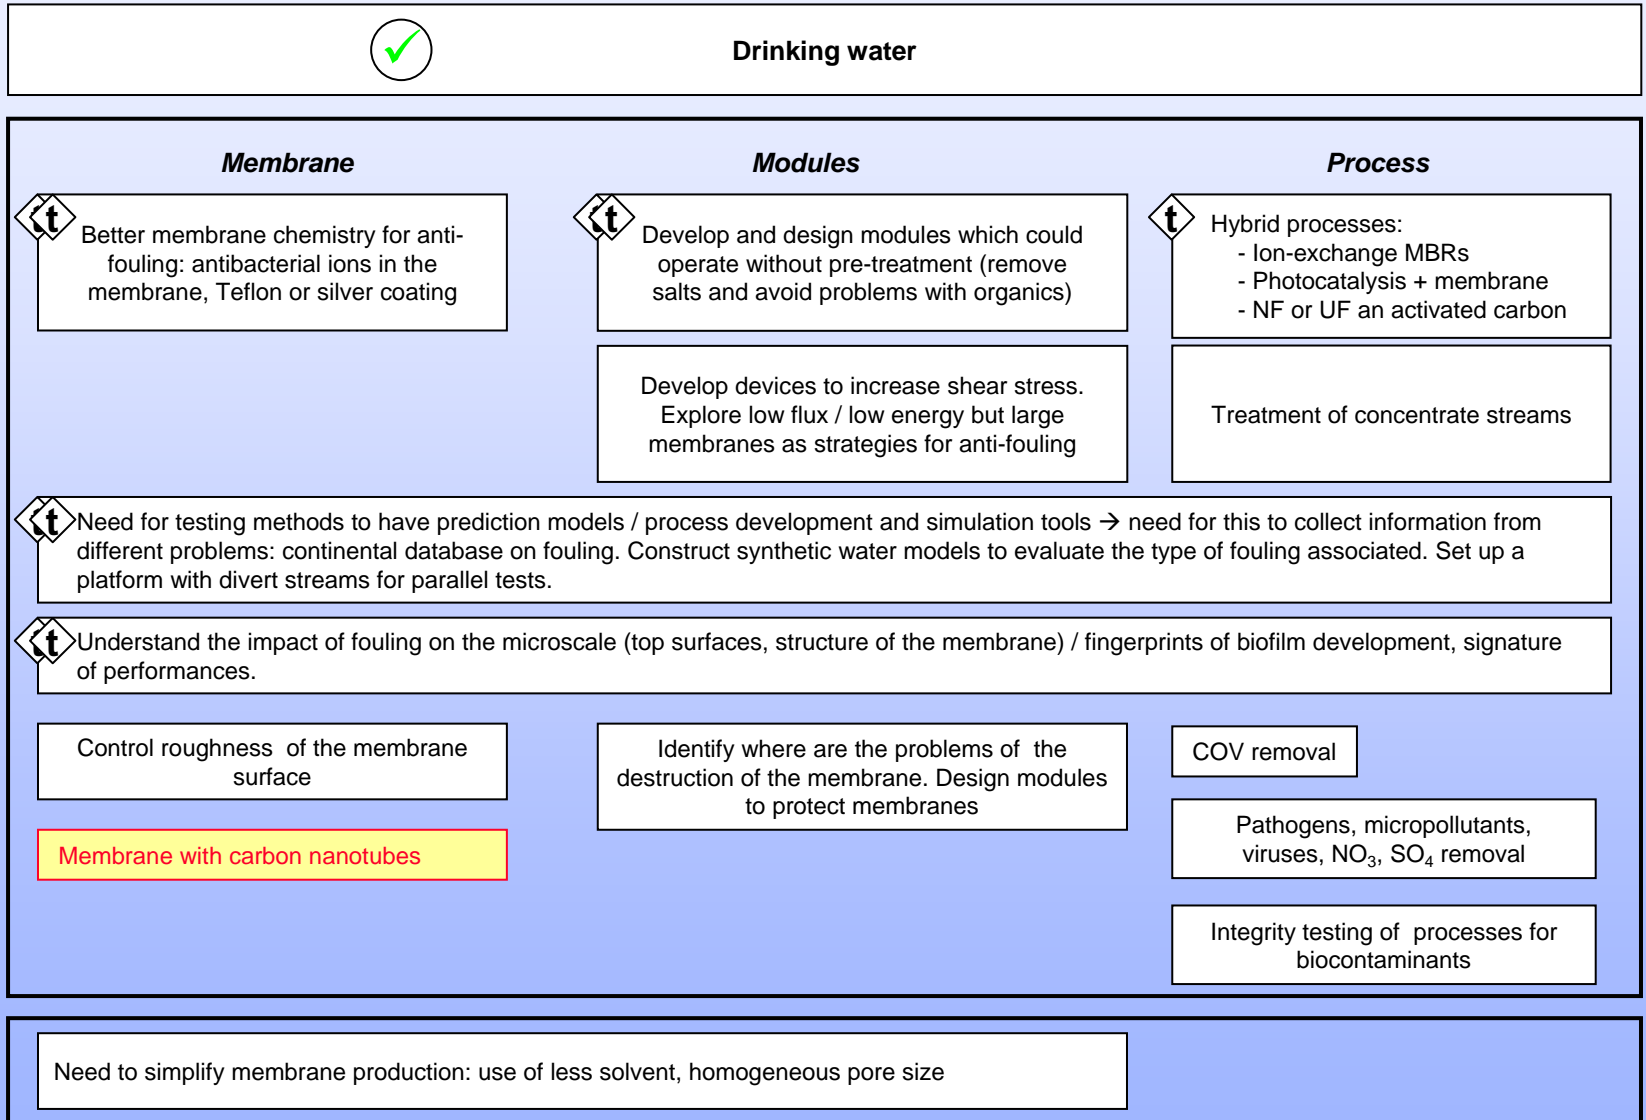 Drinking water
Membrane
Modules
Process
tt
Better membrane chemistry for anti-
fouling: antibacterial ions in the
membrane, Teflon or silver coating
tt
Develop and design modules which could
operate without pre-treatment (remove
salts and avoid problems with organics)
t
Hybrid processes:
- Ion-exchange MBRs
- Photocatalysis + membrane
- NF or UF an activated carbon
Develop devices to increase shear stress.
Explore low flux / low energy but large
membranes as strategies for anti-fouling
Treatment of concentrate streams
tt
Need for testing methods to have prediction models / process development and simulation tools → need for this to collect information from
different problems: continental database on fouling. Construct synthetic water models to evaluate the type of fouling associated. Set up a
platform with divert streams for parallel tests.
tt
Understand the impact of fouling on the microscale (top surfaces, structure of the membrane) / fingerprints of biofilm development, signature
of performances.
Control roughness of the membrane
surface
Identify where are the problems of the
destruction of the membrane. Design modules
to protect membranes
COV removal
Membrane with carbon nanotubes
Pathogens, micropollutants,
viruses, NO₃, SO₄ removal
Integrity testing of processes for
biocontaminants
Need to simplify membrane production: use of less solvent, homogeneous pore size